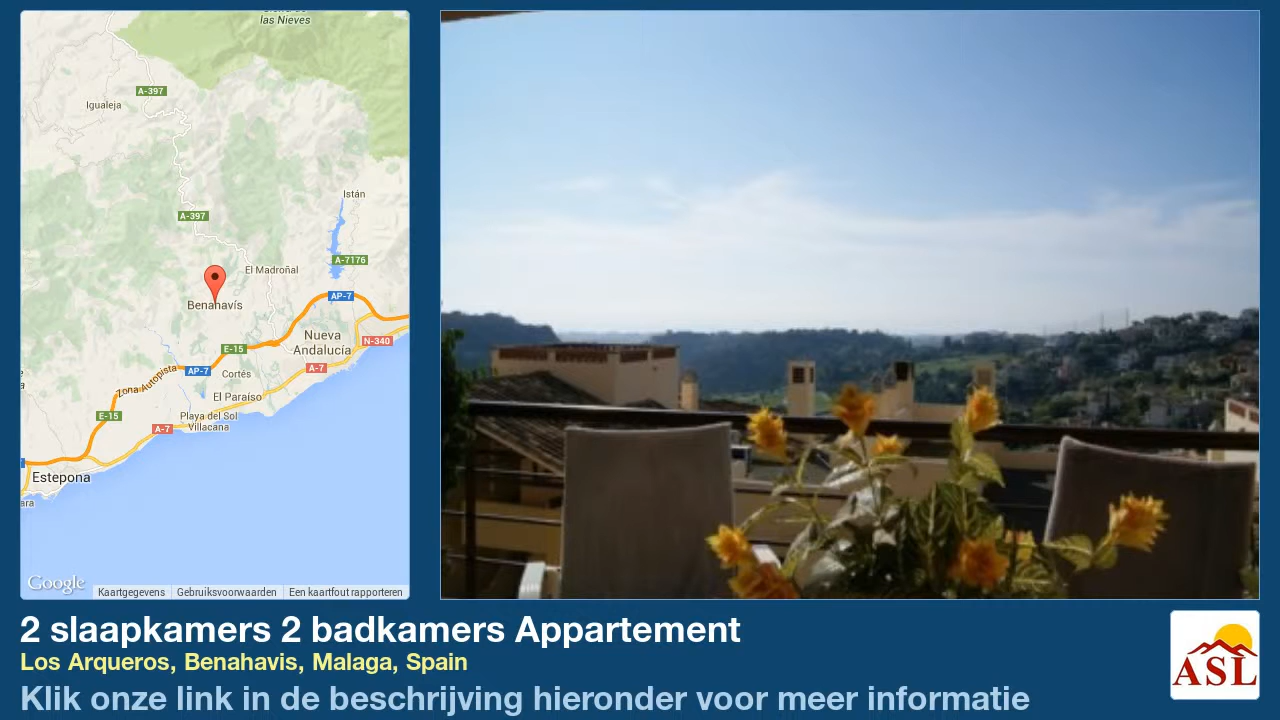 las Nieves
A-397
Igualeja
Istán
A-397
A-7176
El Madroñal
Benahavís
AP-7
Nueva
Andalucía
N-340
E-15
A-7
AP-7
Cortés
Zona Autopista
El Paraíso
E-15
Playa del Sol
Villacana
A-7
Estepona
ara
Google
Kaartgegevens Gebruiksvoorwaarden Een kaartfout rapporteren
2 slaapkamers 2 badkamers Appartement
Los Arqueros, Benahavis, Malaga, Spain
ASL
Klik onze link in de beschrijving hieronder voor meer informatie